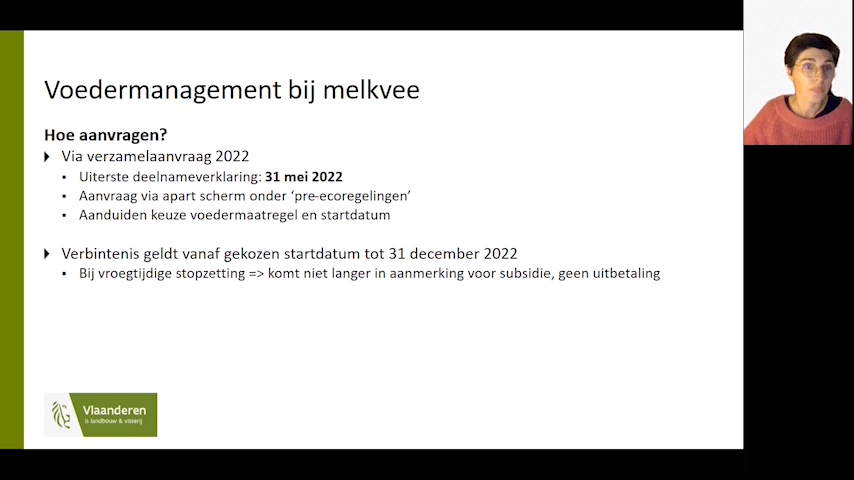 Voedermanagement bij melkvee
Hoe aanvragen?
Via verzamelaanvraag 2022
Uiterste deelnameverklaring: 31 mei 2022
Aanvraag via apart scherm onder ‘pre-ecoregelingen’
Aanduiden keuze voedermaatregel en startdatum
Verbintenis geldt vanaf gekozen startdatum tot 31 december 2022
Bij vroegtijdige stopzetting => komt niet langer in aanmerking voor subsidie, geen uitbetaling
Vlaanderen
is landbouw & visserij